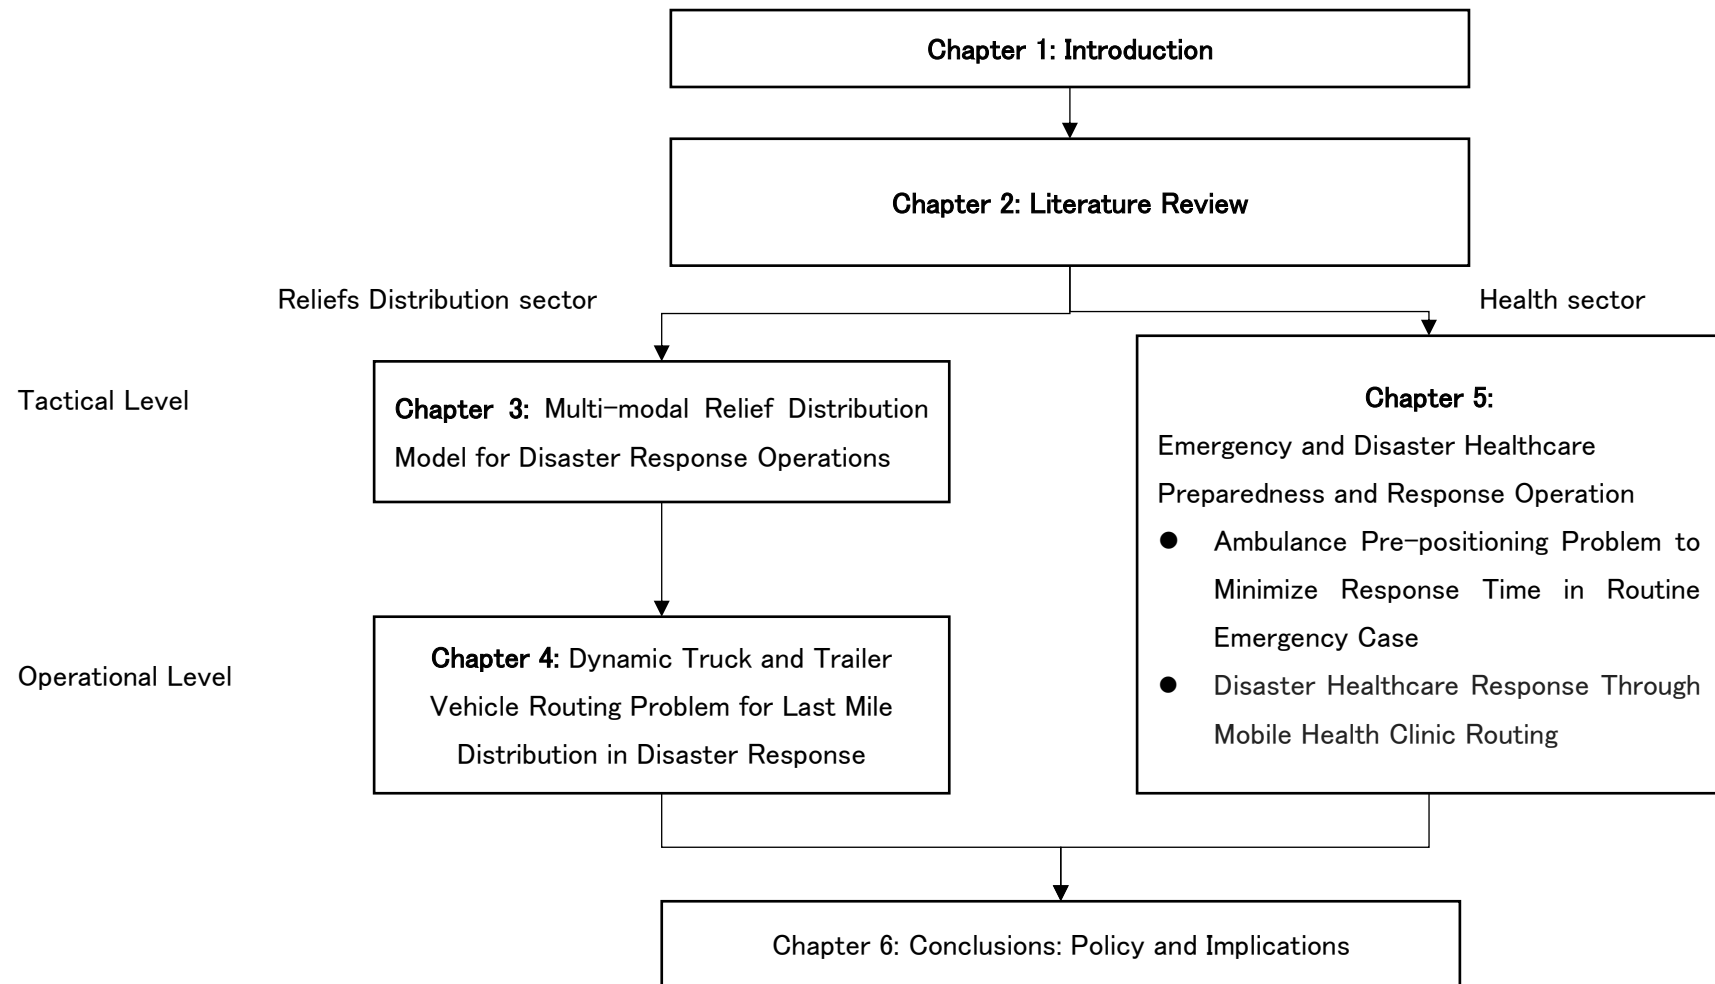 Chapter 1: Introduction
Chapter 2: Literature Review
Reliefs Distribution sector
Health sector
Tactical Level
Chapter 3: Multi-modal Relief Distribution
Model for Disaster Response Operations
Operational Level
Chapter 4: Dynamic Truck and Trailer
Vehicle Routing Problem for Last Mile
Distribution in Disaster Response
Chapter 5:
Emergency and Disaster Healthcare
Preparedness and Response Operation
● Ambulance Pre-positioning Problem to
Minimize Response Time in Routine
Emergency Case
● Disaster Healthcare Response Through
Mobile Health Clinic Routing
Chapter 6: Conclusions: Policy and Implications